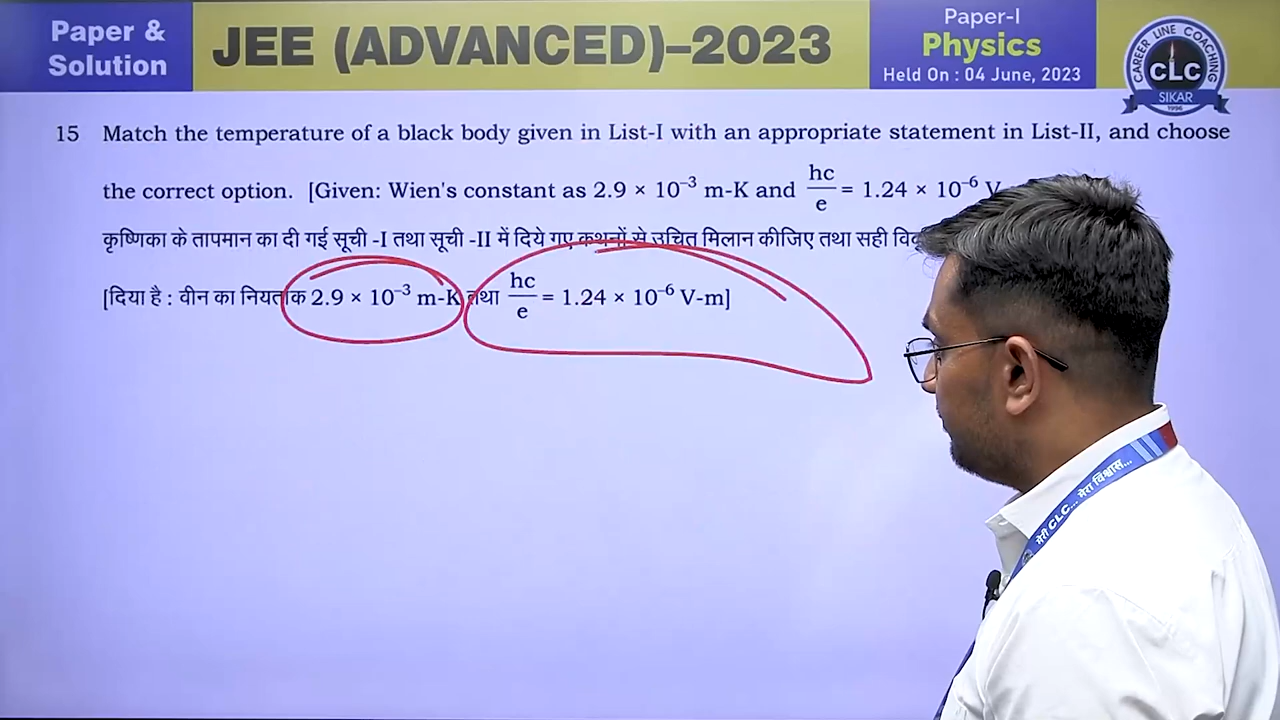 Paper & Solution
JEE (ADVANCED)–2023
Paper-I
Physics
Held On : 04 June, 2023
CAREER LINE COACHING
CLC
SIKAR
1996
15 Match the temperature of a black body given in List-I with an appropriate statement in List-II, and choose
the correct option. [Given: Wien's constant as 2.9 × 10⁻³ m-K and hc/e = 1.24 × 10⁻⁶ V
कृष्णिका के तापमान का दी गई सूची -I तथा सूची -II में दिये गए कथनों से उचित मिलान कीजिए तथा सही
[दिया है : वीन का नियतांक 2.9 × 10⁻³ m-K तथा hc/e = 1.24 × 10⁻⁶ V-m]
मेरी CLC... मेरा विश्वास...